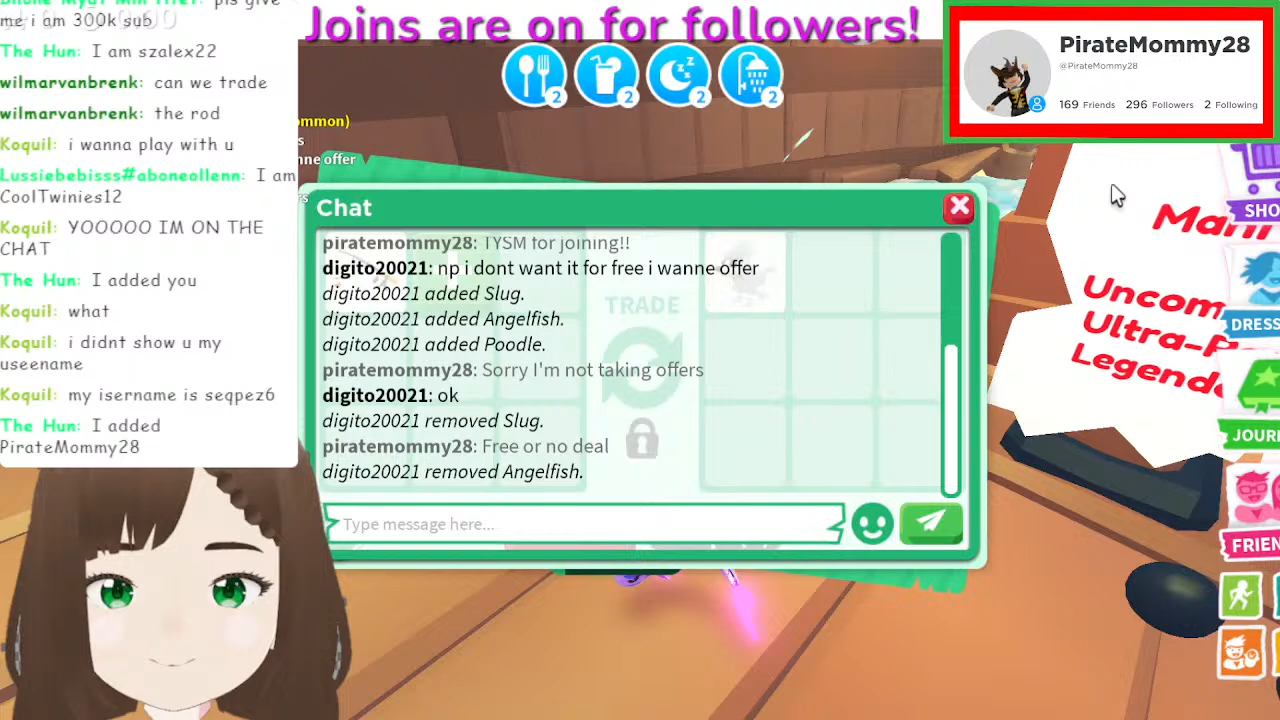 Joins are on for followers!
me i am 300k sub
The Hun: I am szalex22
wilmarvanbrenk: can we trade
wilmarvanbrenk: the rod
Koquil: i wanna play with u
Lussiebebisss#aboneollenn: I am
CoolTwinies12
Koquil: YOOOOO IM ON THE
CHAT
The Hun: I added you
Koquil: what
Koquil: i didnt show u my
useename
Koquil: my isername is seqpez6
The Hun: I added
PirateMommy28
2
2
2
2
PirateMommy28
@PirateMommy28
169 Friends 296 Followers 2 Following
ommon)
s
nne offer
Chat
piratemommy28: TYSM for joining!!
digito20021: np i dont want it for free i wanne offer
digito20021 added Slug.
digito20021 added Angelfish.
digito20021 added Poodle.
piratemommy28: Sorry I'm not taking offers
digito20021: ok
digito20021 removed Slug.
piratemommy28: Free or no deal
digito20021 removed Angelfish.
TRADE
Type message here...
Uncom
Ultra-R
Legenda
SHO
DRESS
JOUR
FRIEN